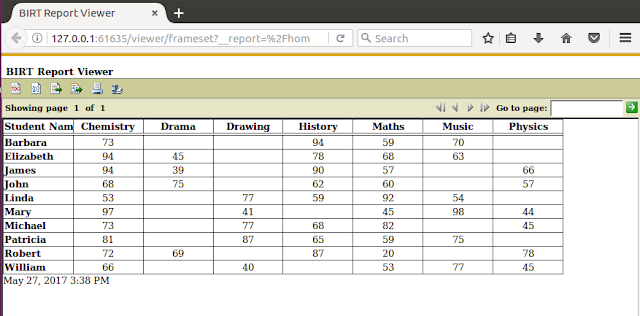 BIRT Report Viewer
127.0.0.1:61635/viewer/frameset?__report=%2Fhom Search
BIRT Report Viewer
Showing page 1 of 1 Go to page:
Student Nam Chemistry Drama Drawing History Maths Music Physics
Barbara 73 94 59 70
Elizabeth 94 45 78 68 63
James 94 39 90 57 66
John 68 75 62 60 57
Linda 53 77 59 92 54
Mary 97 41 45 98 44
Michael 73 77 68 82 45
Patricia 81 87 65 59 75
Robert 72 69 87 20 78
William 66 40 53 77 45
May 27, 2017 3:38 PM